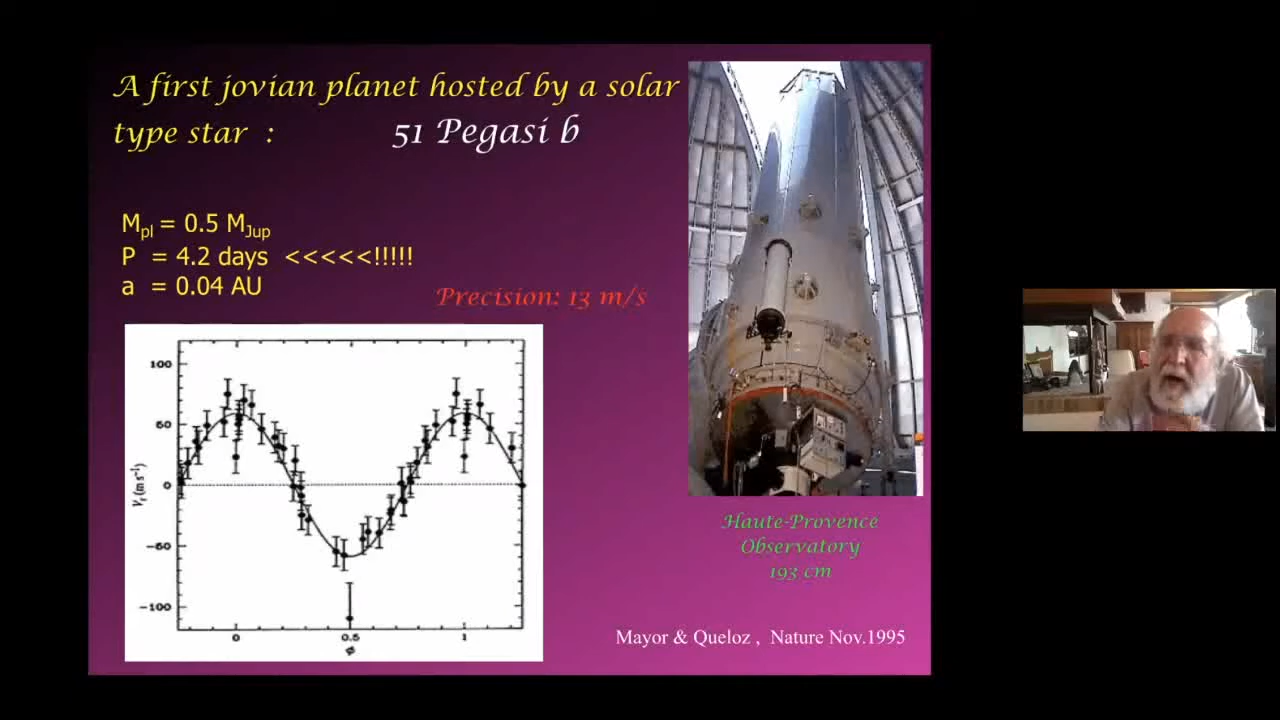 A first jovian planet hosted by a solar
type star : 51 Pegasi b
Mpl = 0.5 MJup
P = 4.2 days <<<<<!!!!!
a = 0.04 AU
Precision: 13 m/s
100
50
0
-50
-100
Vr (m s⁻¹)
0 0.5 1
ϕ
Haute-Provence
Observatory
193 cm
Mayor & Queloz , Nature Nov.1995